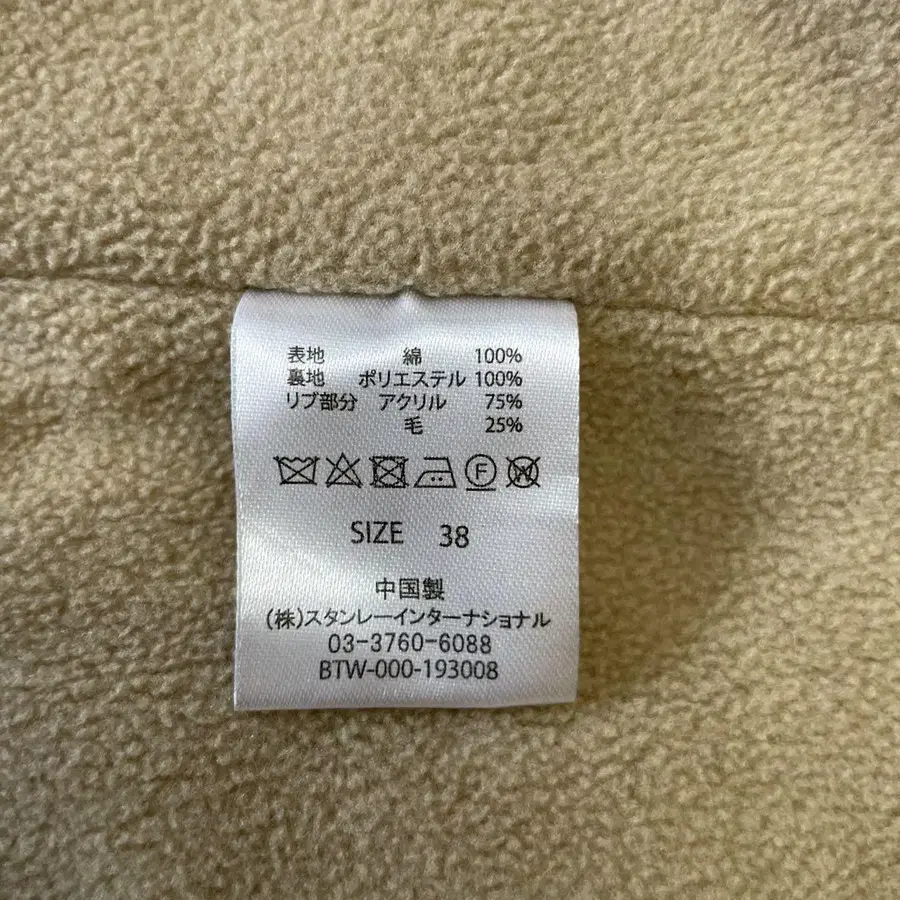 表地 綿 100%
裏地 ポリエステル 100%
リブ部分 アクリル 75%
毛 25%
F W
SIZE 38
中国製
(株)スタンレーインターナショナル
03-3760-6088
BTW-000-193008